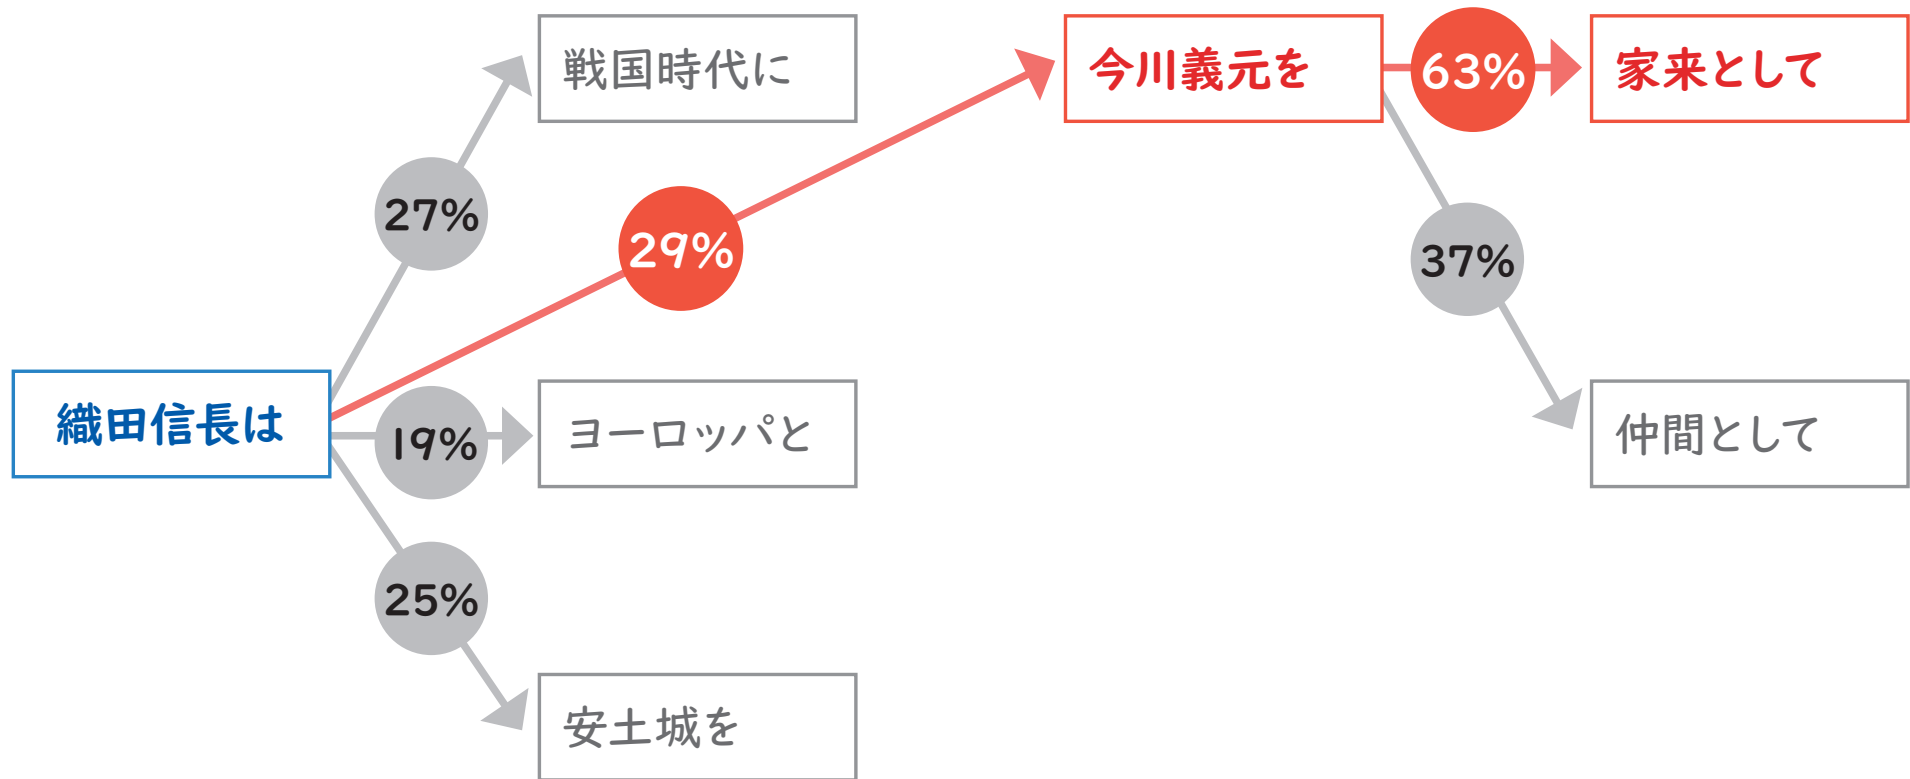 織田信長は
27%
戦国時代に
29%
今川義元を
63%
家来として
37%
仲間として
19%
ヨーロッパと
25%
安土城を